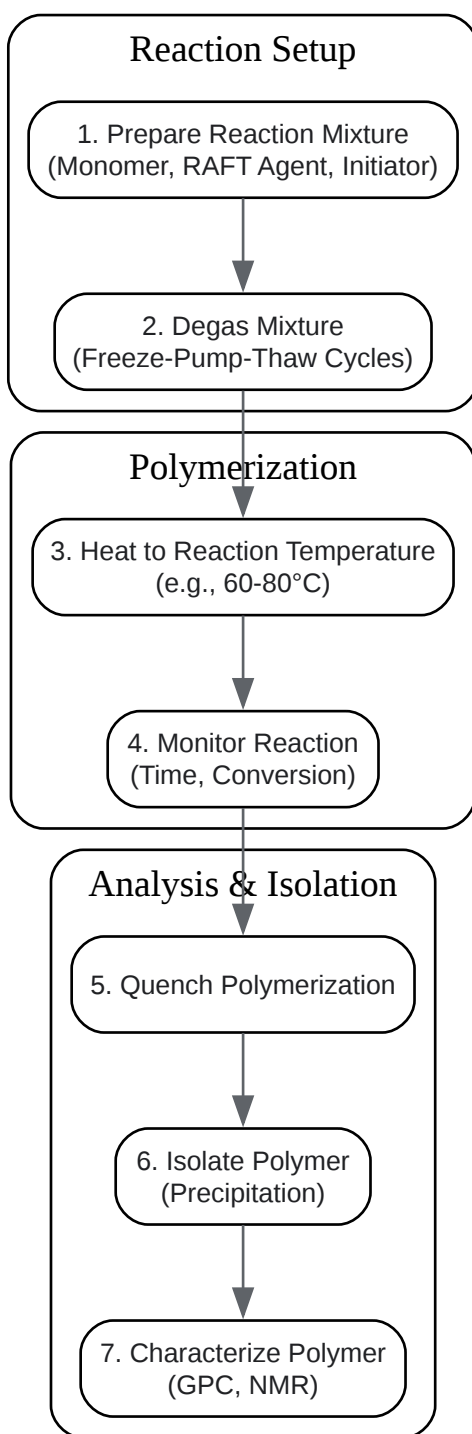 Reaction Setup
1. Prepare Reaction Mixture
(Monomer, RAFT Agent, Initiator)
2. Degas Mixture
(Freeze-Pump-Thaw Cycles)
Polymerization
3. Heat to Reaction Temperature
(e.g., 60-80°C)
4. Monitor Reaction
(Time, Conversion)
Analysis & Isolation
5. Quench Polymerization
6. Isolate Polymer
(Precipitation)
7. Characterize Polymer
(GPC, NMR)